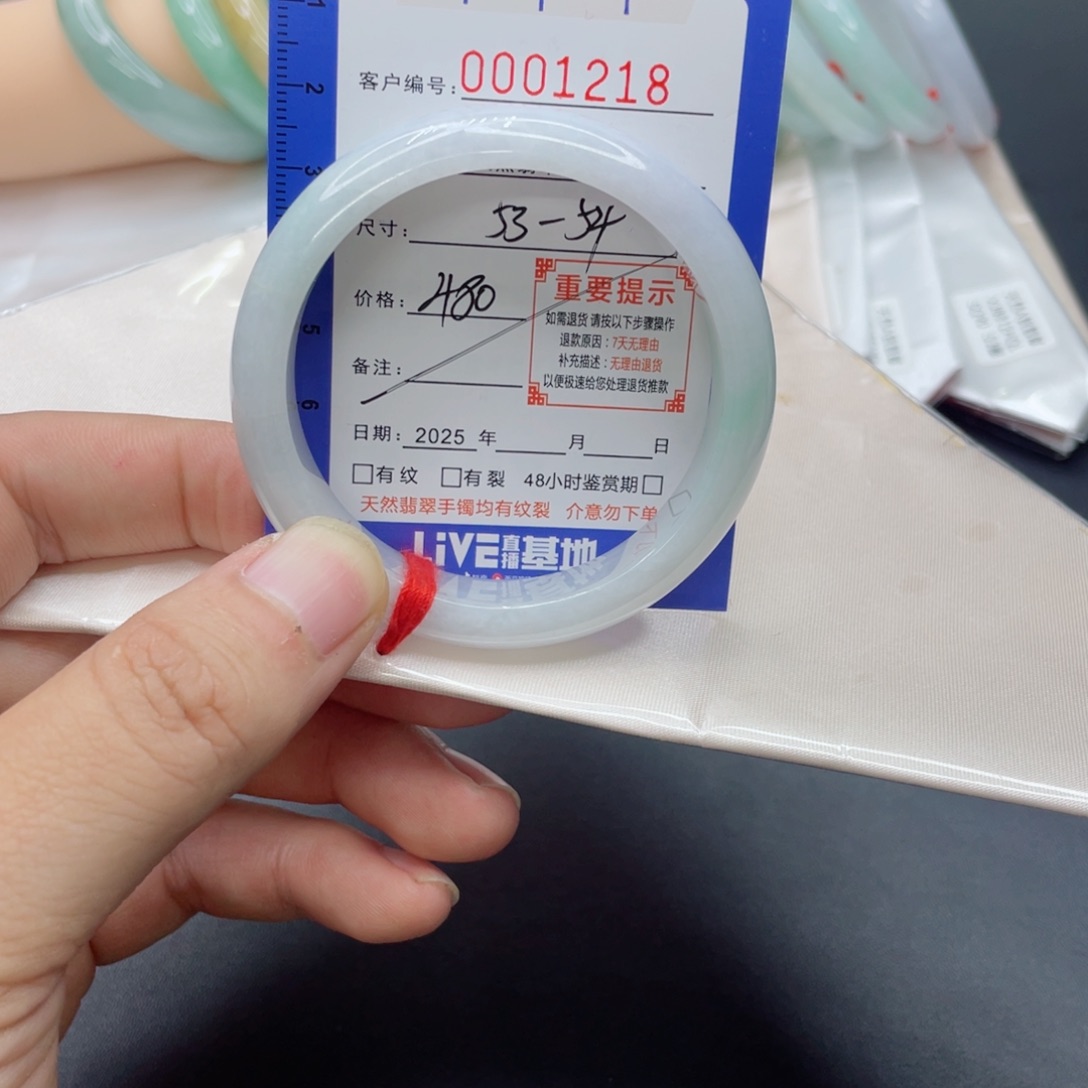 1
2
3
5
6
客户编号: 0001218
尺寸: 53-54
价格: 480
备注:
重要提示
如需退货 请按以下步骤操作
退款原因:7天无理由
补充描述:无理由退货
以便极速给您处理退货推款
日期: 2025 年 月 日
□有纹 □有裂 48小时鉴赏期□
天然翡翠手镯均有纹裂 介意勿下单
LiVE直播基地